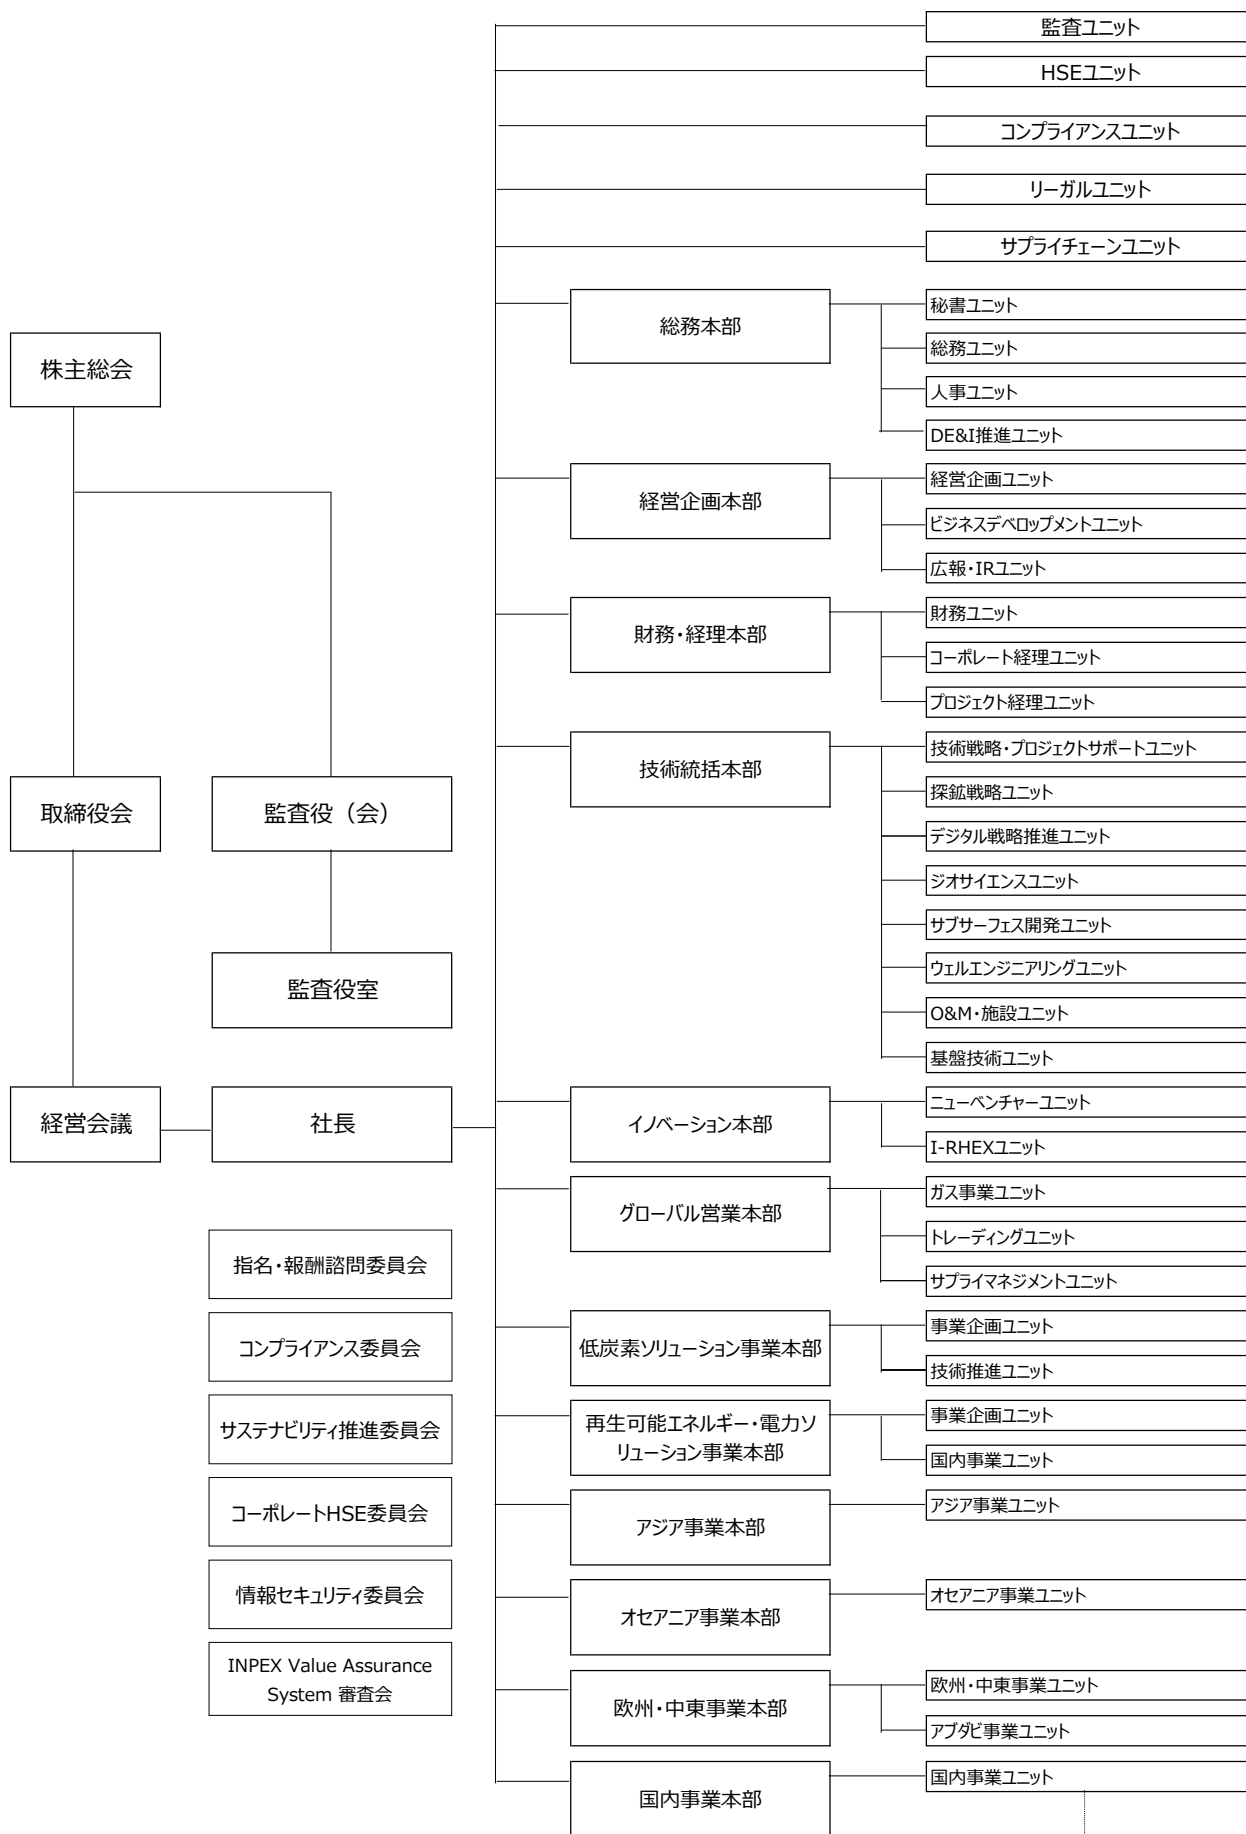 監査ユニット
HSEユニット
コンプライアンスユニット
リーガルユニット
サプライチェーンユニット
株主総会
取締役会
監査役（会）
監査役室
経営会議
社長
指名・報酬諮問委員会
コンプライアンス委員会
サステナビリティ推進委員会
コーポレートHSE委員会
情報セキュリティ委員会
INPEX Value Assurance
System 審査会
総務本部
秘書ユニット
総務ユニット
人事ユニット
DE&I推進ユニット
経営企画本部
経営企画ユニット
ビジネスデベロップメントユニット
広報・IRユニット
財務・経理本部
財務ユニット
コーポレート経理ユニット
プロジェクト経理ユニット
技術統括本部
技術戦略・プロジェクトサポートユニット
探鉱戦略ユニット
デジタル戦略推進ユニット
ジオサイエンスユニット
サブサーフェス開発ユニット
ウェルエンジニアリングユニット
O&M・施設ユニット
基盤技術ユニット
イノベーション本部
ニューベンチャーユニット
I-RHEXユニット
グローバル営業本部
ガス事業ユニット
トレーディングユニット
サプライマネジメントユニット
低炭素ソリューション事業本部
事業企画ユニット
技術推進ユニット
再生可能エネルギー・電力ソ
リューション事業本部
事業企画ユニット
国内事業ユニット
アジア事業本部
アジア事業ユニット
オセアニア事業本部
オセアニア事業ユニット
欧州・中東事業本部
欧州・中東事業ユニット
アブダビ事業ユニット
国内事業本部
国内事業ユニット